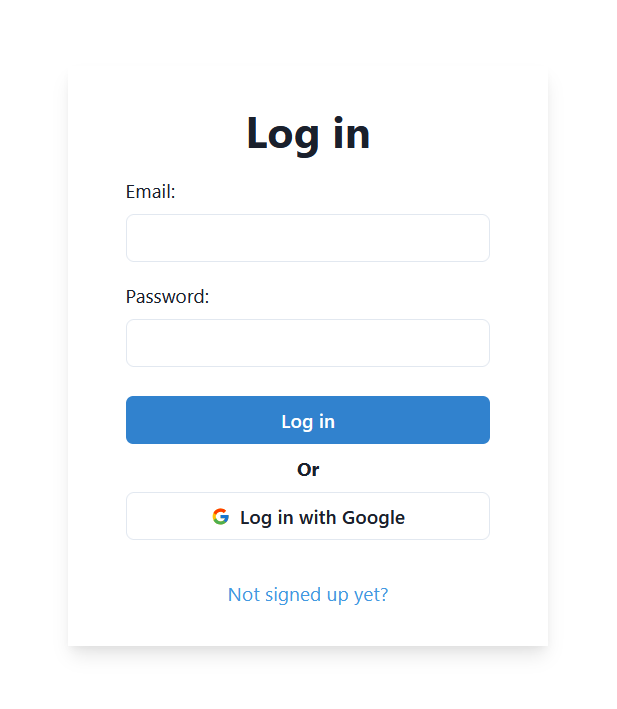 Log in
Email:
Password:
Log in
Or
Log in with Google
Not signed up yet?